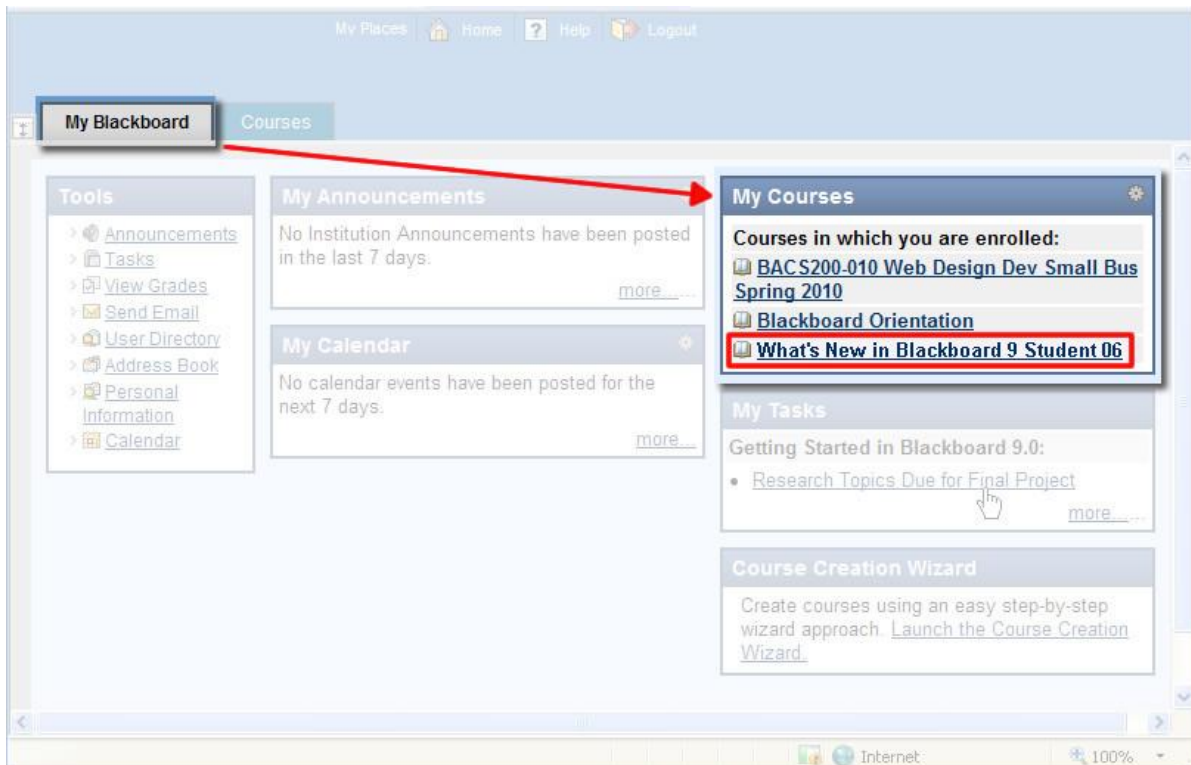 My Places Home ? Help Logout
My Blackboard Courses
Tools
Announcements
Tasks
View Grades
Send Email
User Directory
Address Book
Personal
Information
Calendar
My Announcements
No Institution Announcements have been posted
in the last 7 days.
more......
My Calendar
No calendar events have been posted for the
next 7 days.
more...
My Courses
Courses in which you are enrolled:
BACS200-010 Web Design Dev Small Bus
Spring 2010
Blackboard Orientation
What's New in Blackboard 9 Student 06
My Tasks
Getting Started in Blackboard 9.0:
• Research Topics Due for Final Project
more......
Course Creation Wizard
Create courses using an easy step-by-step
wizard approach. Launch the Course Creation
Wizard.
Internet 100%